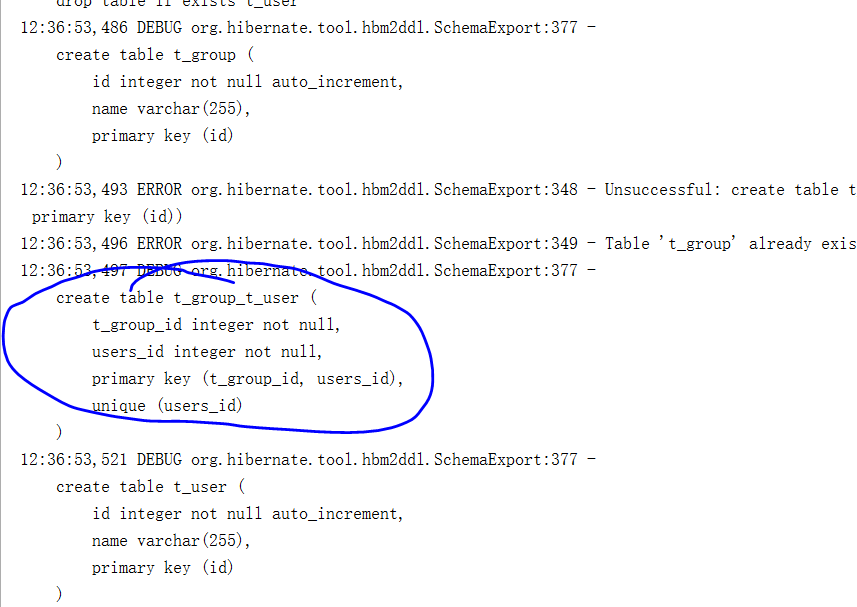 drop table if exists t_user
12:36:53,486 DEBUG org.hibernate.tool.hbm2ddl.SchemaExport:377 -
create table t_group (
id integer not null auto_increment,
name varchar(255),
primary key (id)
)
12:36:53,493 ERROR org.hibernate.tool.hbm2ddl.SchemaExport:348 - Unsuccessful: create table t
primary key (id))
12:36:53,496 ERROR org.hibernate.tool.hbm2ddl.SchemaExport:349 - Table 't_group' already exis
12:36:53,497 DEBUG org.hibernate.tool.hbm2ddl.SchemaExport:377 -
create table t_group_t_user (
t_group_id integer not null,
users_id integer not null,
primary key (t_group_id, users_id),
unique (users_id)
)
12:36:53,521 DEBUG org.hibernate.tool.hbm2ddl.SchemaExport:377 -
create table t_user (
id integer not null auto_increment,
name varchar(255),
primary key (id)
)